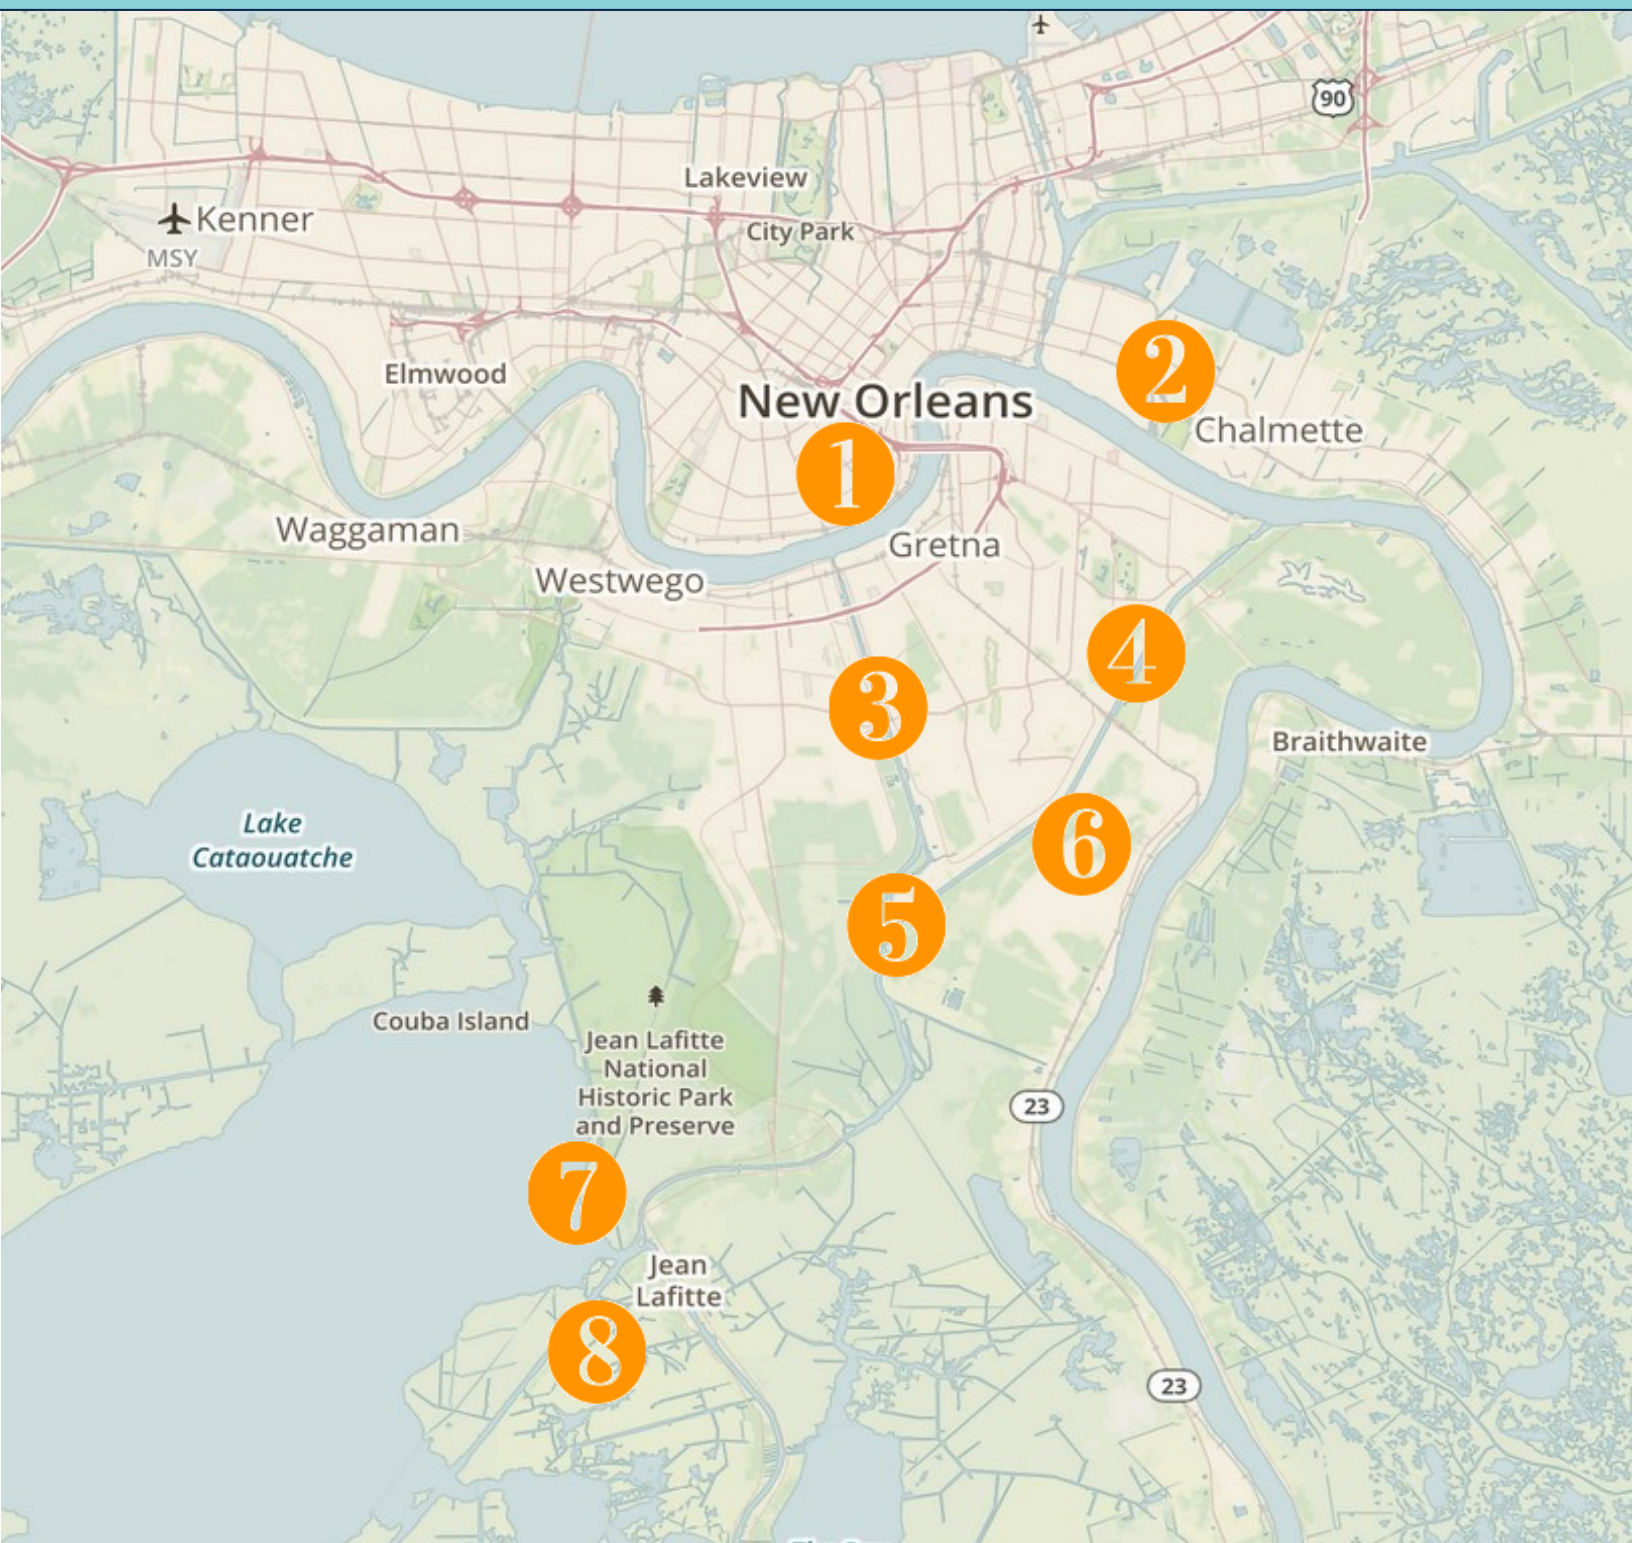 90
Lakeview
Kenner
City Park
MSY
Elmwood
2
New Orleans
Chalmette
1
Waggaman
Gretna
Westwego
4
3
Braithwaite
Lake
Cataouatche
6
5
Couba Island
Jean Lafitte
National
Historic Park
and Preserve
23
7
Jean
Lafitte
8
23